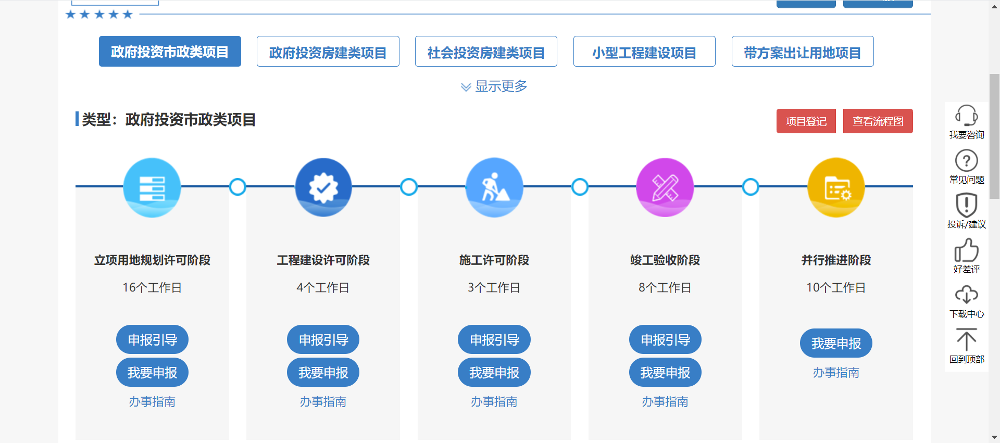 政府投资市政类项目 政府投资房建类项目 社会投资房建类项目 小型工程建设项目 带方案出让用地项目
显示更多
类型：政府投资市政类项目
项目登记 查看流程图
立项用地规划许可阶段
16个工作日
申报引导
我要申报
办事指南
工程建设许可阶段
4个工作日
申报引导
我要申报
办事指南
施工许可阶段
3个工作日
申报引导
我要申报
办事指南
竣工验收阶段
8个工作日
申报引导
我要申报
办事指南
并行推进阶段
10个工作日
我要申报
办事指南
我要咨询
常见问题
投诉/建议
好差评
下载中心
回到顶部